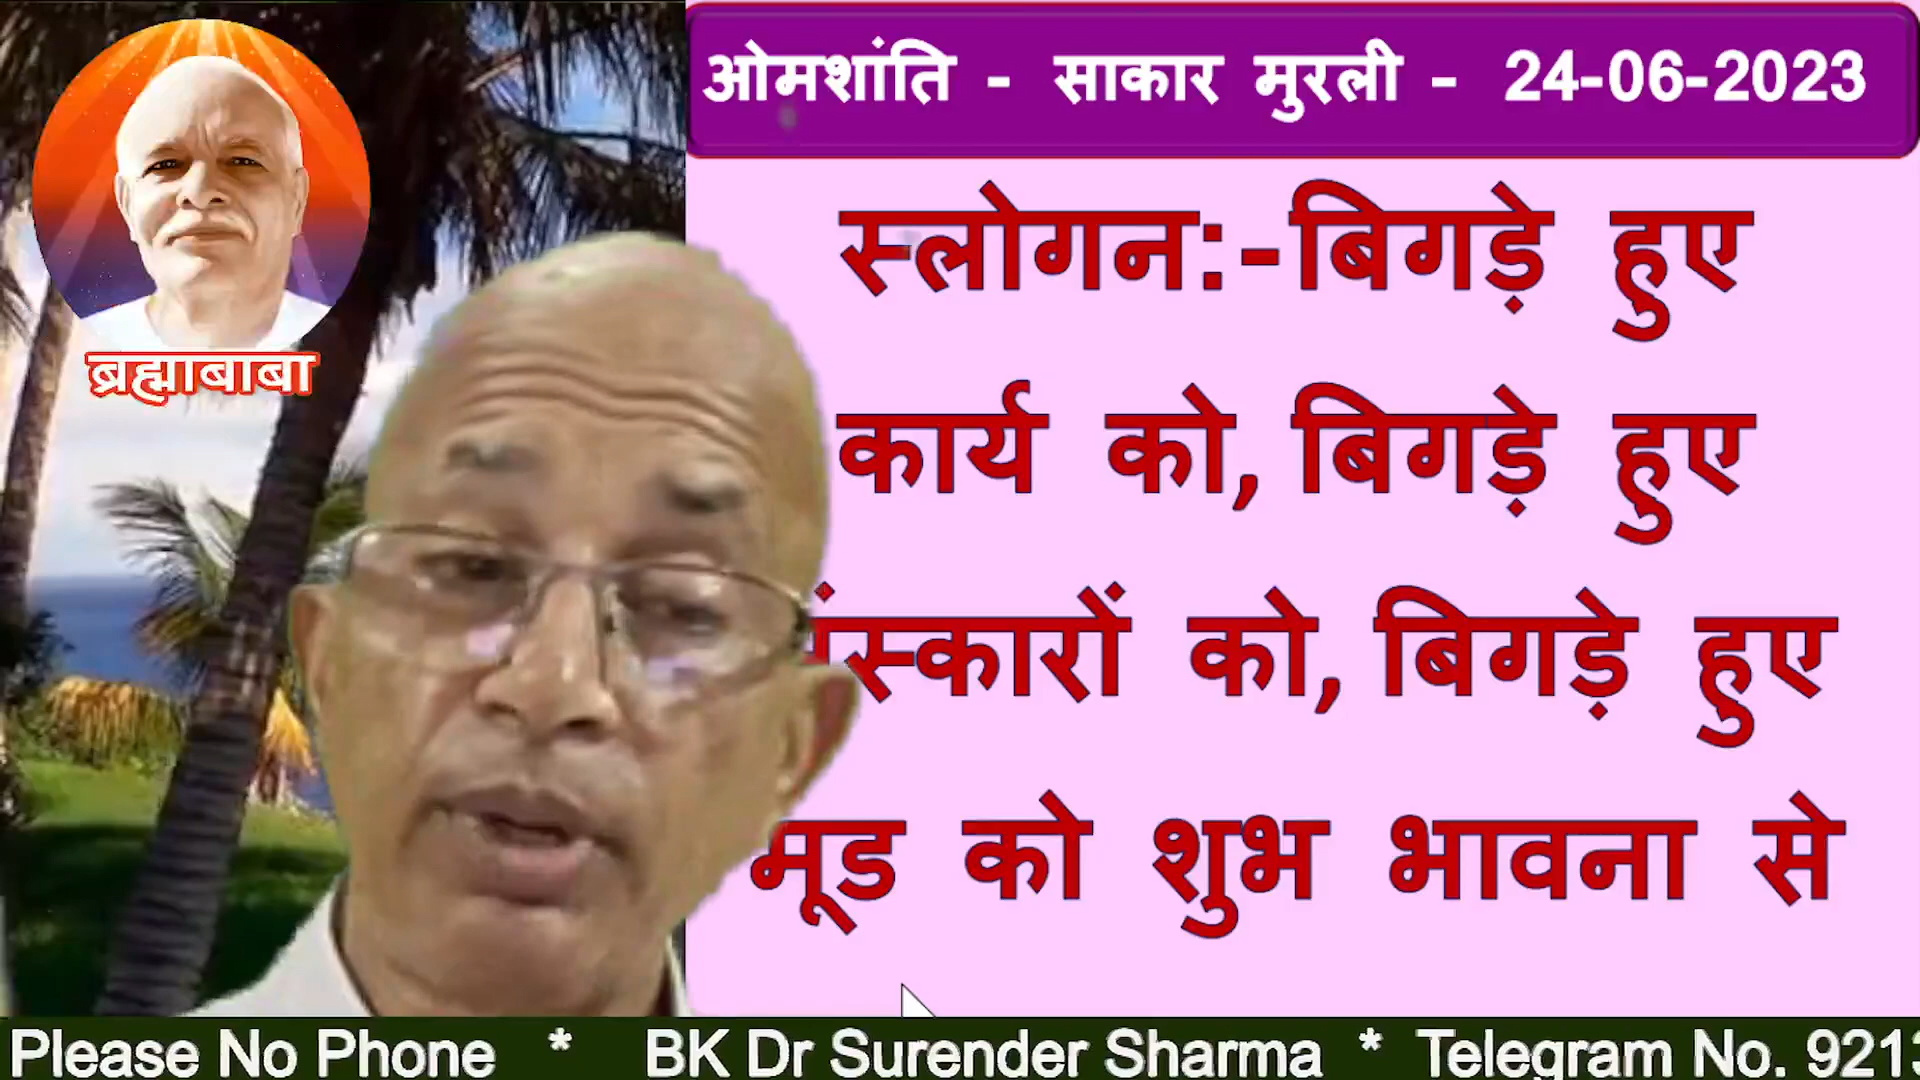 ओमशांति - साकार मुरली - 24-06-2023
ब्रह्माबाबा
स्लोगन:-बिगड़े हुए
कार्य को, बिगड़े हुए
संस्कारों को, बिगड़े हुए
मूड को शुभ भावना से
Please No Phone * BK Dr Surender Sharma * Telegram No. 9213